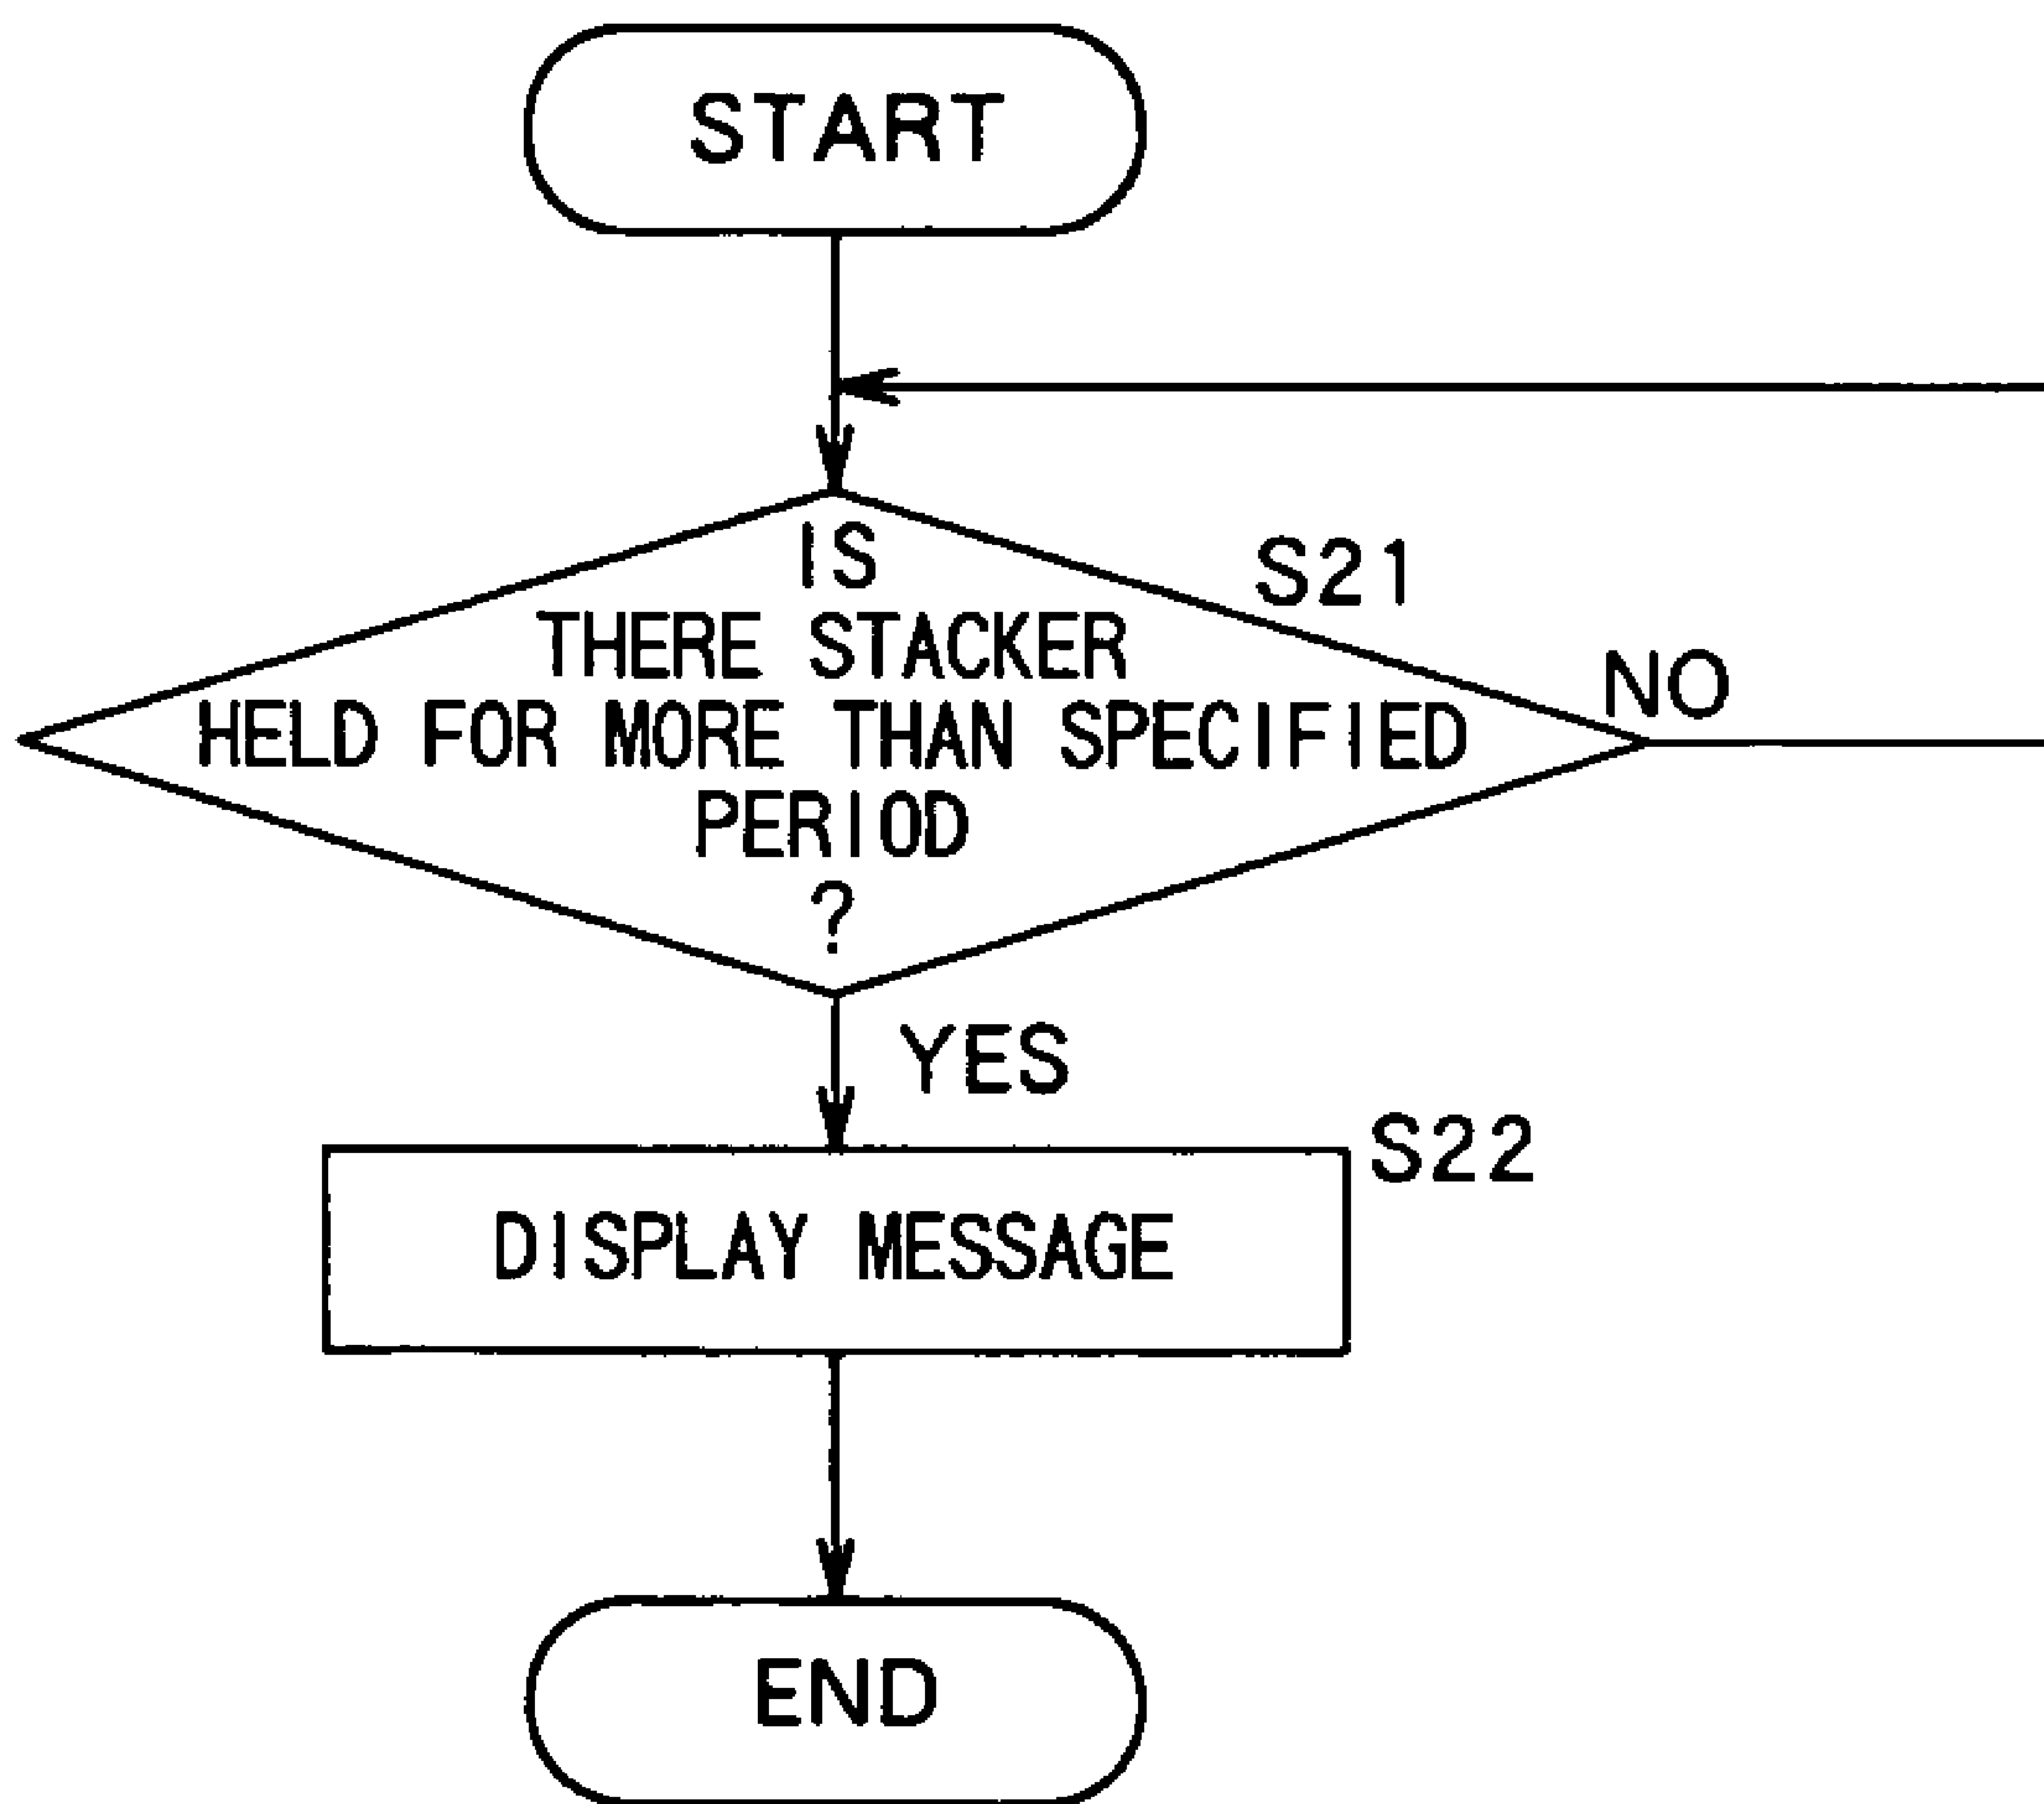 START
IS
S21
THERE STACKER
HELD FOR MORE THAN SPECIFIED
NO
PERIOD
?
YES
S22
DISPLAY MESSAGE
END